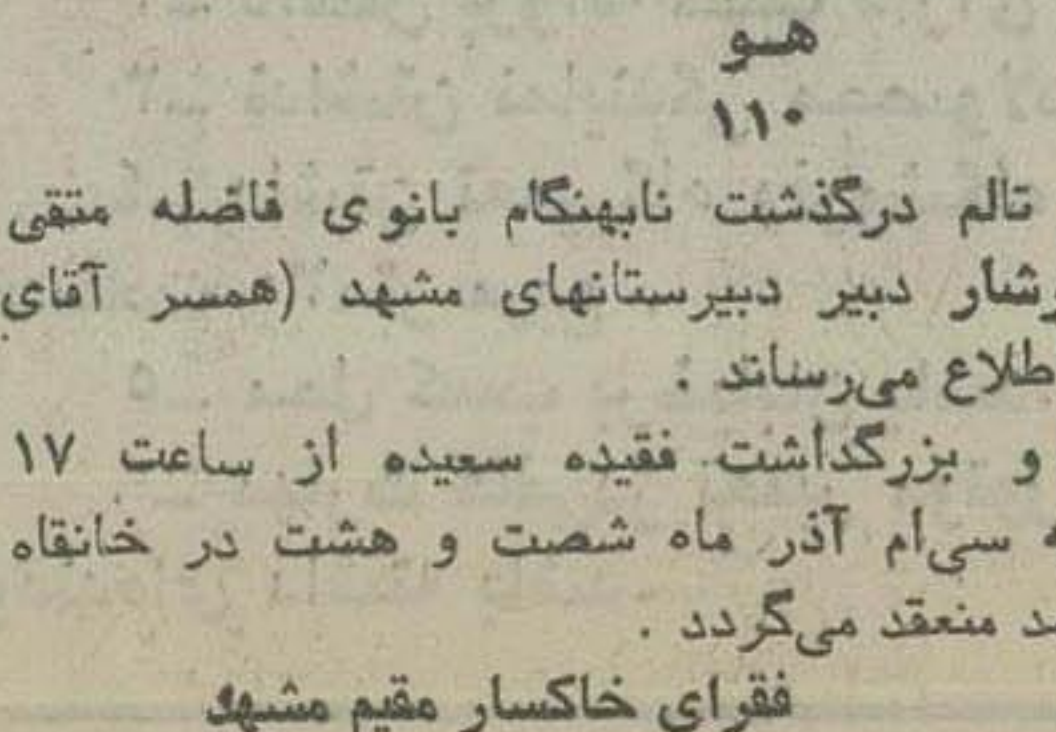 هو
۱۱۰
تالم درگذشت نابهنگام بانوی فاضله متقی
رشار دبیر دبیرستانهای مشهد (همسر آقای
طلاع می‌رساند :
و بزرگداشت فقیده سعیده از ساعت ۱۷
ه سی‌ام آذر ماه شصت و هشت در خانقاه
د منعقد می‌گردد .
فقرای خاکسار مقیم مشهد